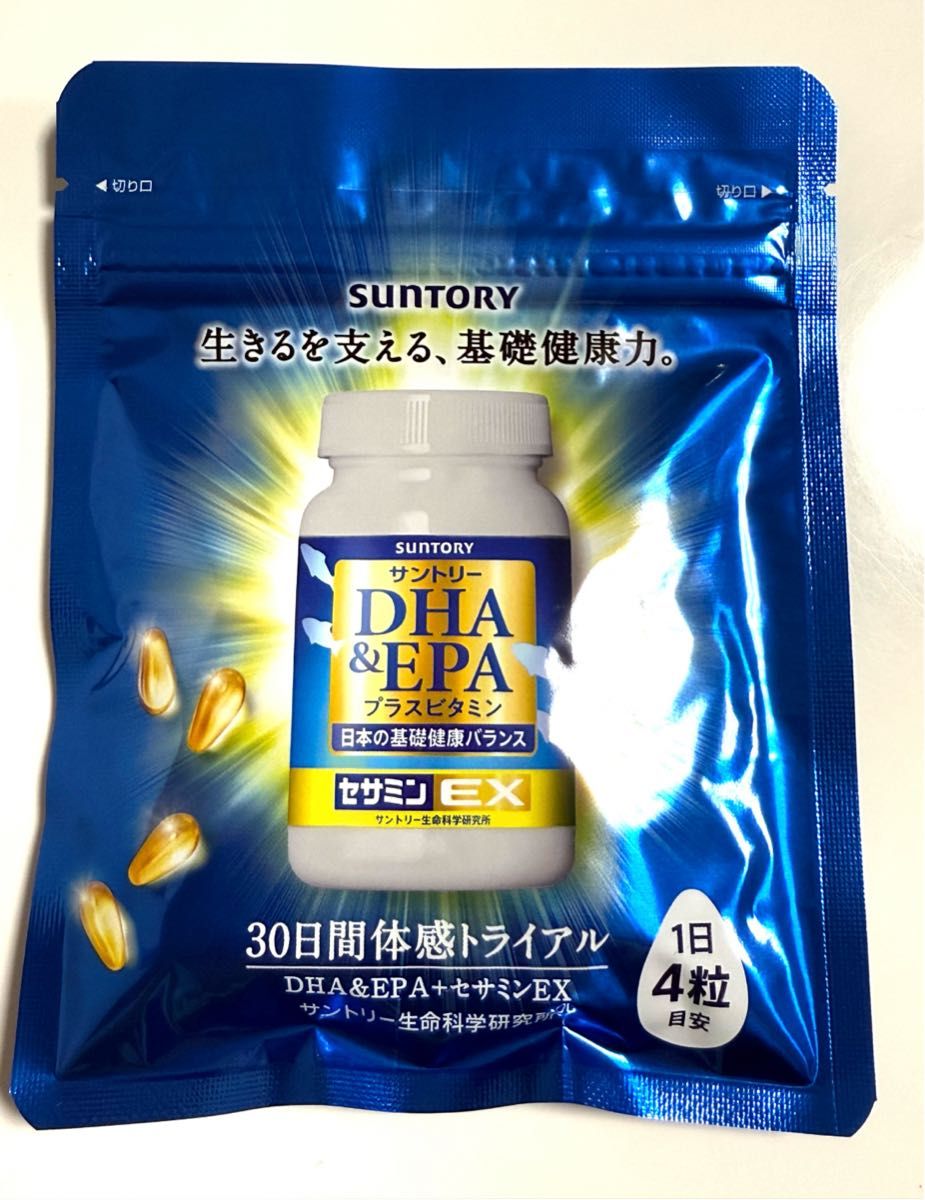 ◀切り口
切り口▶
SUNTORY
生きるを支える、基礎健康力。
SUNTORY
サントリー
DHA
&EPA
プラスビタミン
日本の基礎健康バランス
セサミンEX
サントリー生命科学研究所
30日間体感トライアル
DHA&EPA+セサミンEX
サントリー生命科学研究所
1日
4粒
目安